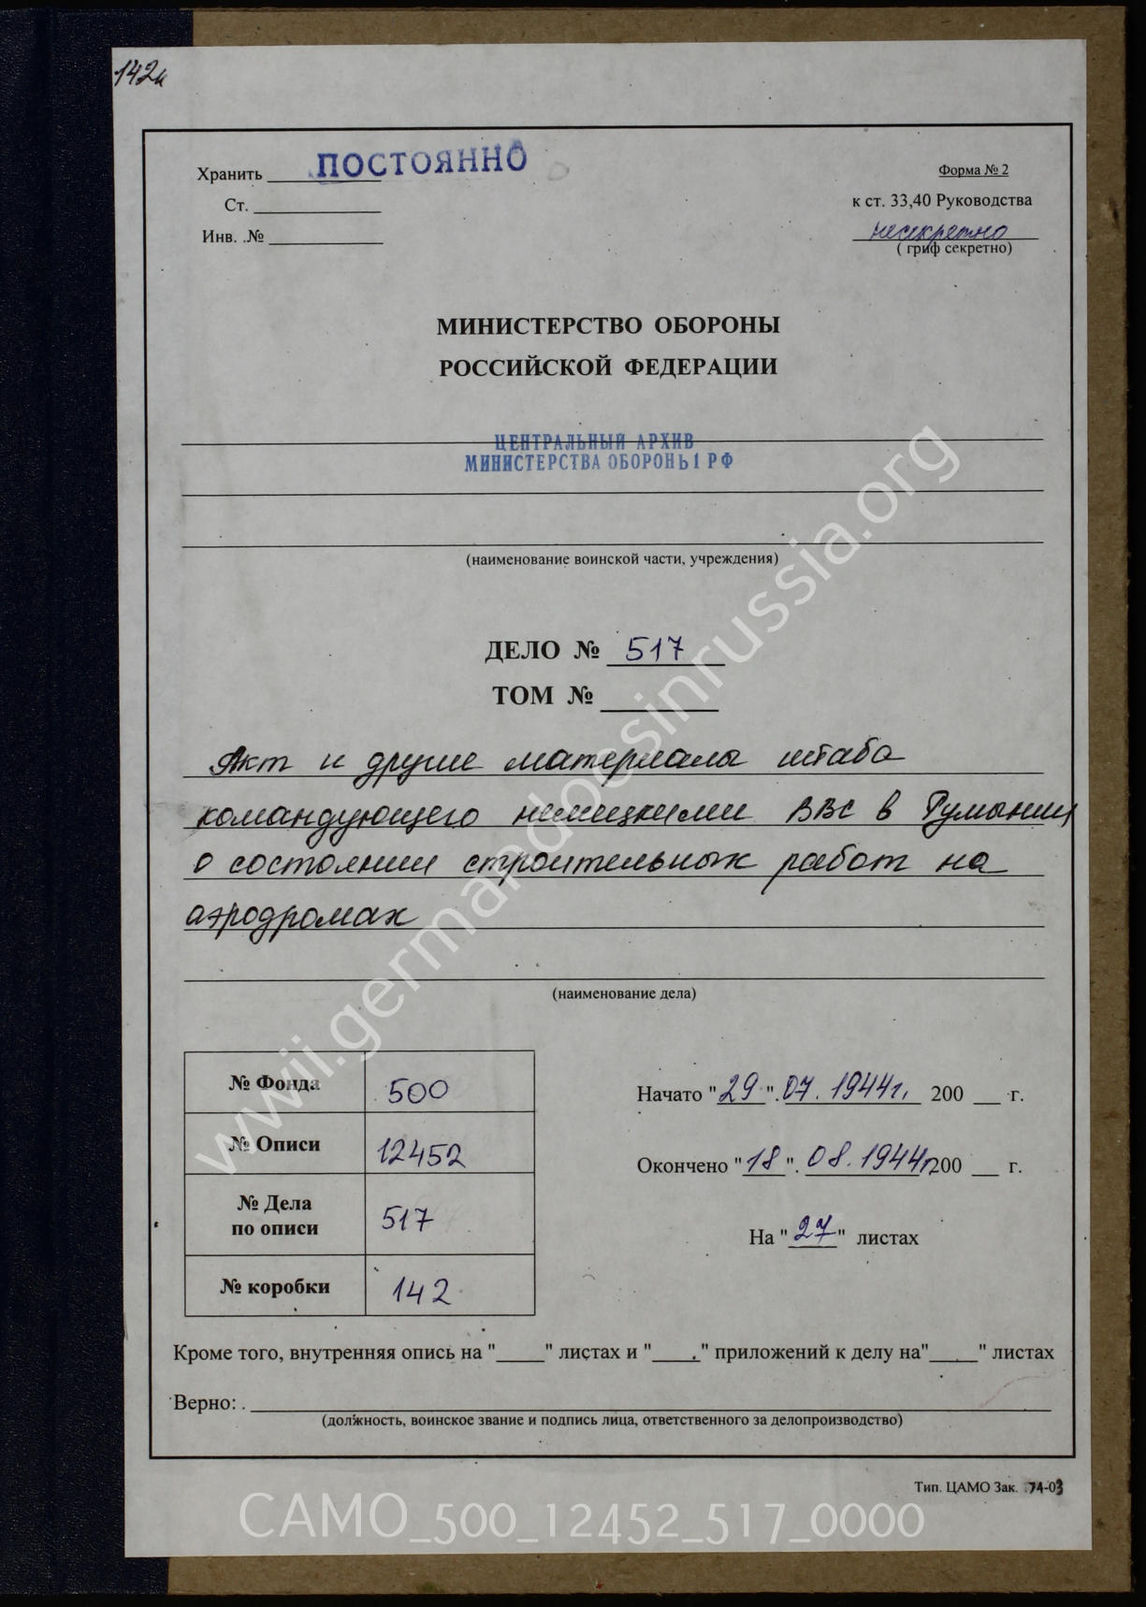 142и
Хранить ПОСТОЯННО
Форма № 2
Ст.
к ст. 33,40 Руководства
Инв. №
несекретно
( гриф секретно)
МИНИСТЕРСТВО ОБОРОНЫ
РОССИЙСКОЙ ФЕДЕРАЦИИ
ЦЕНТРАЛЬНЫЙ АРХИВ
МИНИСТЕРСТВА ОБОРОНЫ РФ
(наименование воинской части, учреждения)
ДЕЛО № 517
ТОМ №
Акт и другие материалы штаба
командующего немецкими ВВС в Румынии
о состоянии строительных работ на
аэродромах
(наименование дела)
№ Фонда 500
Начато "29". 07. 1944г. 200 __ г.
№ Описи 12452
Окончено "18". 08. 1944г. 200 __ г.
№ Дела
по описи 517
На "27" листах
№ коробки 142
Кроме того, внутренняя опись на "____" листах и "____" приложений к делу на"____" листах
Верно:
(должность, воинское звание и подпись лица, ответственного за делопроизводство)
Тип. ЦАМО Зак. 74-03
wwii.germandocsinrussia.org
CAMO_500_12452_517_0000